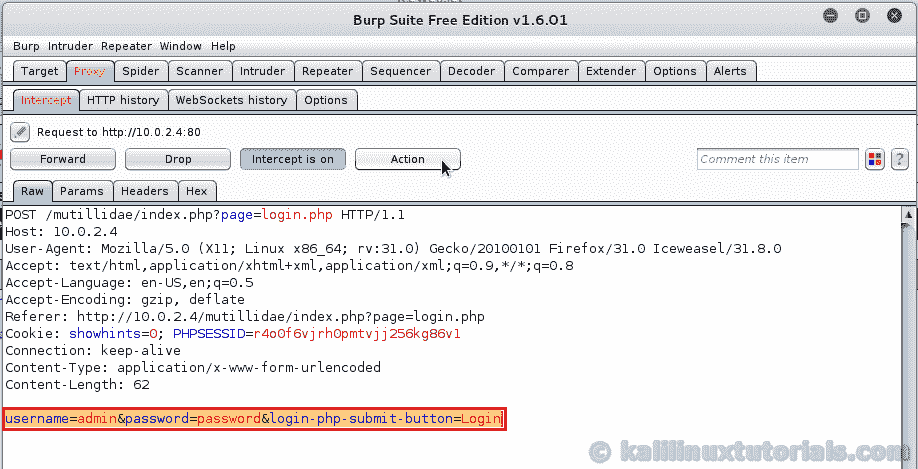 Burp Suite Free Edition v1.6.01
Burp Intruder Repeater Window Help
Target Proxy Spider Scanner Intruder Repeater Sequencer Decoder Comparer Extender Options Alerts
Intercept HTTP history WebSockets history Options
Request to http://10.0.2.4:80
Forward Drop Intercept is on Action Comment this item ?
Raw Params Headers Hex
POST /mutillidae/index.php?page=login.php HTTP/1.1
Host: 10.0.2.4
User-Agent: Mozilla/5.0 (X11; Linux x86_64; rv:31.0) Gecko/20100101 Firefox/31.0 Iceweasel/31.8.0
Accept: text/html,application/xhtml+xml,application/xml;q=0.9,*/*;q=0.8
Accept-Language: en-US,en;q=0.5
Accept-Encoding: gzip, deflate
Referer: http://10.0.2.4/mutillidae/index.php?page=login.php
Cookie: showhints=0; PHPSESSID=r4o0f6vjrh0pmtvjj256kg86v1
Connection: keep-alive
Content-Type: application/x-www-form-urlencoded
Content-Length: 62
username=admin&password=password&login-php-submit-button=Login
© kalilinuxtutorials.com